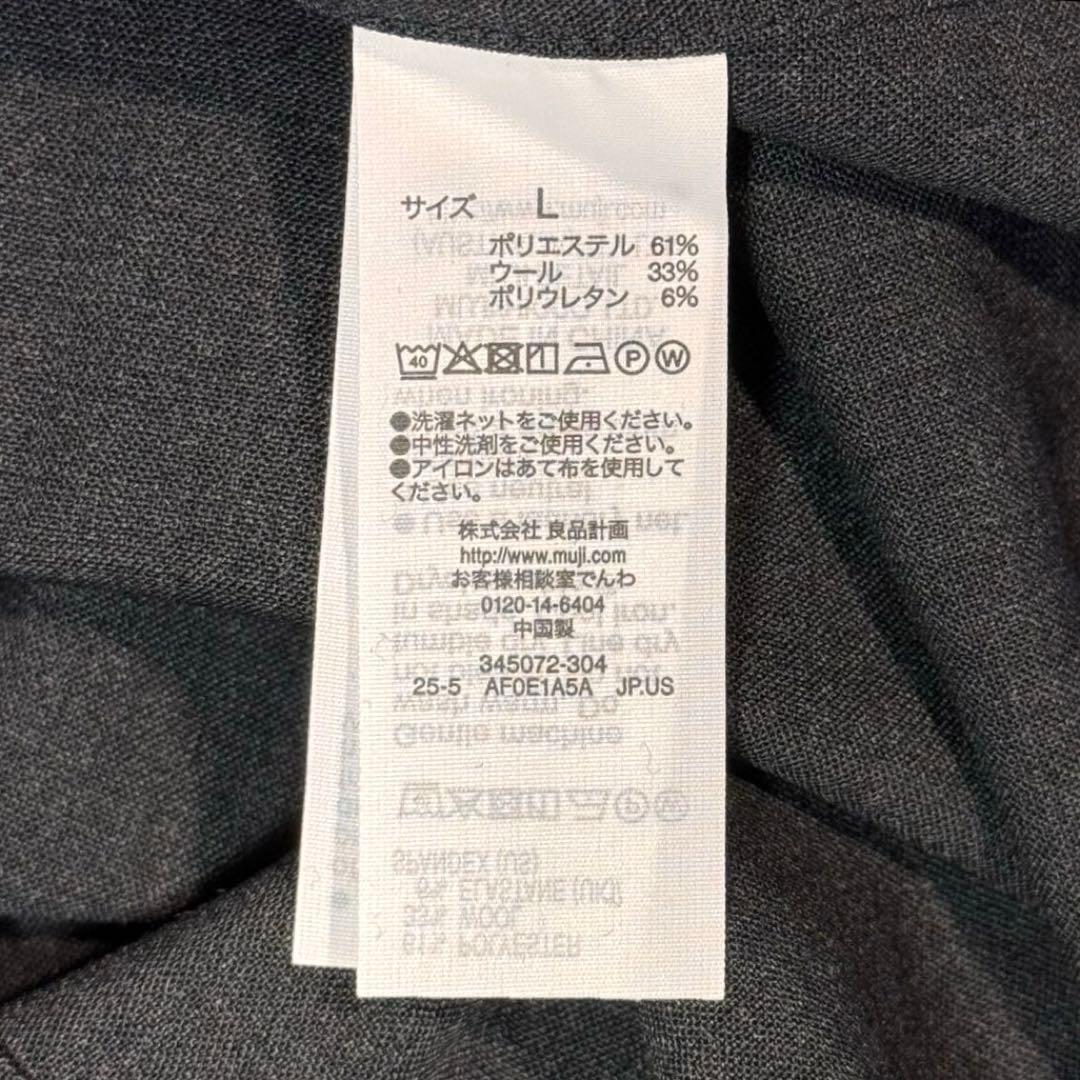 サイズ L
ポリエステル 61%
ウール 33%
ポリウレタン 6%
40 P W
●洗濯ネットをご使用ください。
●中性洗剤をご使用ください。
●アイロンはあて布を使用して
ください。
株式会社 良品計画
http://www.muji.com
お客様相談室でんわ
0120-14-6404
中国製
345072-304
25-5 AF0E1A5A JP.US